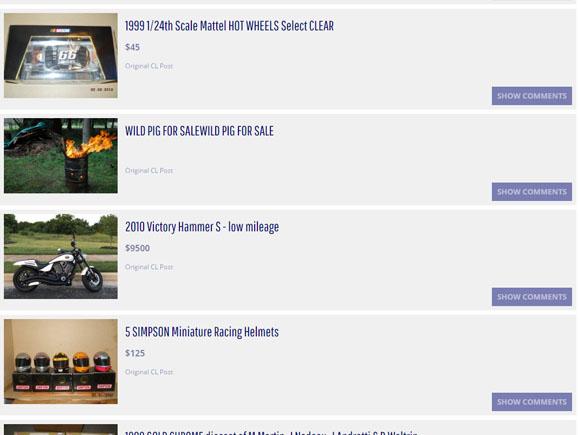 1999 1/24th Scale Mattel HOT WHEELS Select CLEAR
$45
Original CL Post
SHOW COMMENTS
WILD PIG FOR SALEWILD PIG FOR SALE
Original CL Post
SHOW COMMENTS
2010 Victory Hammer S - low mileage
$9500
Original CL Post
SHOW COMMENTS
5 SIMPSON Miniature Racing Helmets
$125
Original CL Post
SHOW COMMENTS